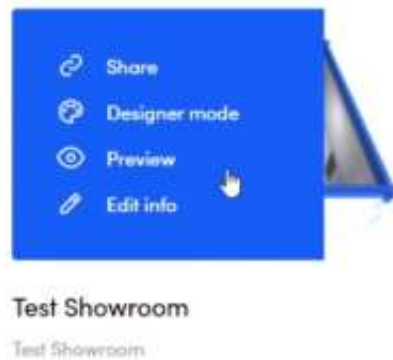 Share
Designer mode
Preview
Edit info
Test Showroom
Test Showroom